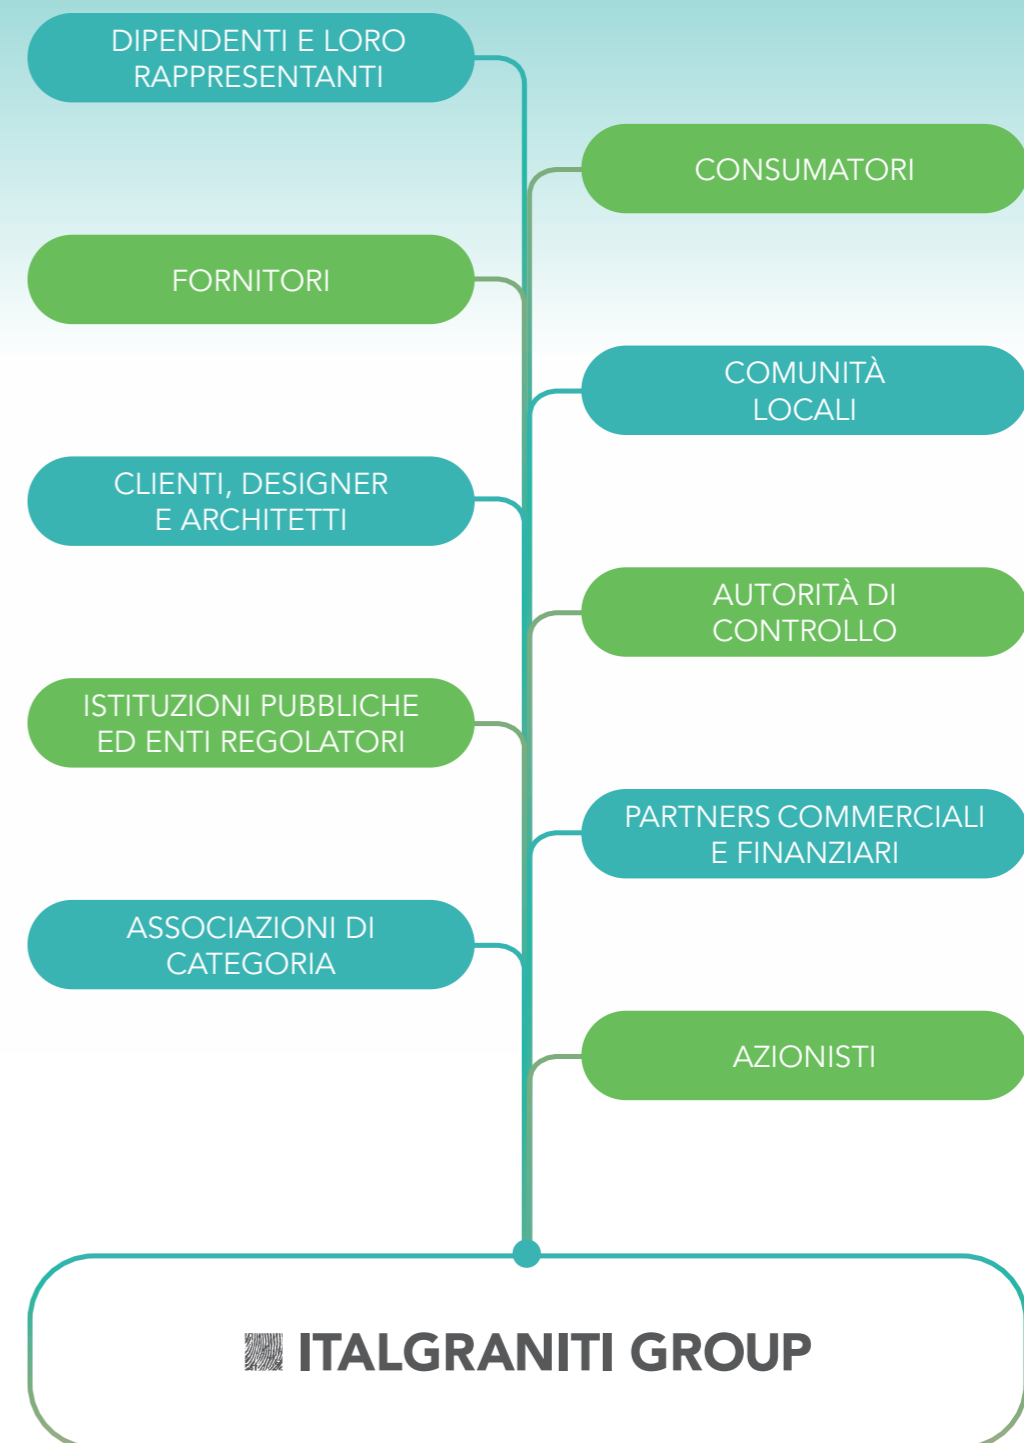 DIPENDENTI E LORO
RAPPRESENTANTI
CONSUMATORI
FORNITORI
COMUNITÀ
LOCALI
CLIENTI, DESIGNER
E ARCHITETTI
AUTORITÀ DI
CONTROLLO
ISTITUZIONI PUBBLICHE
ED ENTI REGOLATORI
PARTNERS COMMERCIALI
E FINANZIARI
ASSOCIAZIONI DI
CATEGORIA
AZIONISTI
ITALGRANITI GROUP